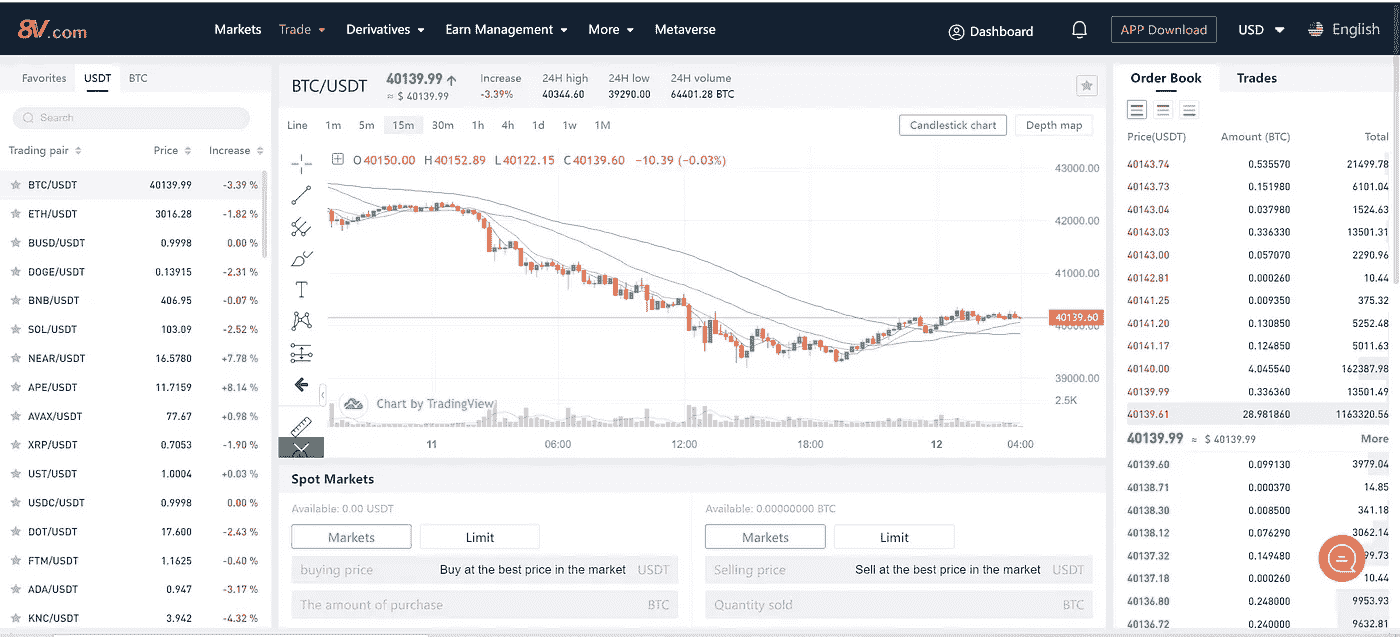 8V.com Markets Trade Derivatives Earn Management More Metaverse Dashboard APP Download USD English
Favorites USDT BTC
Search
Trading pair Price Increase
BTC/USDT 40139.99 -3.39 %
ETH/USDT 3016.28 -1.82 %
BUSD/USDT 0.9998 0.00 %
DOGE/USDT 0.13915 -2.31 %
BNB/USDT 406.95 -0.07 %
SOL/USDT 103.09 -2.52 %
NEAR/USDT 16.5780 +7.78 %
APE/USDT 11.7159 +8.14 %
AVAX/USDT 77.67 +0.98 %
XRP/USDT 0.7053 -1.90 %
UST/USDT 1.0004 +0.03 %
USDC/USDT 0.9998 0.00 %
DOT/USDT 17.600 -2.43 %
FTM/USDT 1.1625 -0.40 %
ADA/USDT 0.947 -3.17 %
KNC/USDT 3.942 -4.32 %
BTC/USDT
40139.99
≈ $ 40139.99
Increase
-3.39%
24H high
40344.60
24H low
39290.00
24H volume
64401.28 BTC
Line 1m 5m 15m 30m 1h 4h 1d 1w 1M Candlestick chart Depth map
O40150.00 H40152.89 L40122.15 C40139.60 −10.39 (−0.03%)
43000.00
42000.00
41000.00
40139.60
40000.00
39000.00
2.5K
Chart by TradingView
11 06:00 12:00 18:00 12 04:00
Spot Markets
Available: 0.00 USDT
Markets Limit
buying price Buy at the best price in the market USDT
The amount of purchase BTC
Available: 0.00000000 BTC
Markets Limit
Selling price Sell at the best price in the market USDT
Quantity sold BTC
Order Book Trades
Price(USDT) Amount (BTC) Total
40143.74 0.535570 21499.78
40143.73 0.151980 6101.04
40143.04 0.037980 1524.63
40143.03 0.336330 13501.31
40143.00 0.057070 2290.96
40142.81 0.000260 10.44
40141.25 0.009350 375.32
40141.20 0.130850 5252.48
40141.17 0.124850 5011.63
40140.00 4.045540 162387.98
40139.99 0.336360 13501.49
40139.61 28.981860 1163320.56
40139.99 ≈ $ 40139.99 More
40139.60 0.099130 3979.04
40138.71 0.000370 14.85
40138.30 0.008500 341.18
40138.12 0.076290 3062.14
40137.32 0.149480 99.73
40137.18 0.000260 10.44
40136.80 0.248000 9953.93
40136.72 0.240000 9632.81